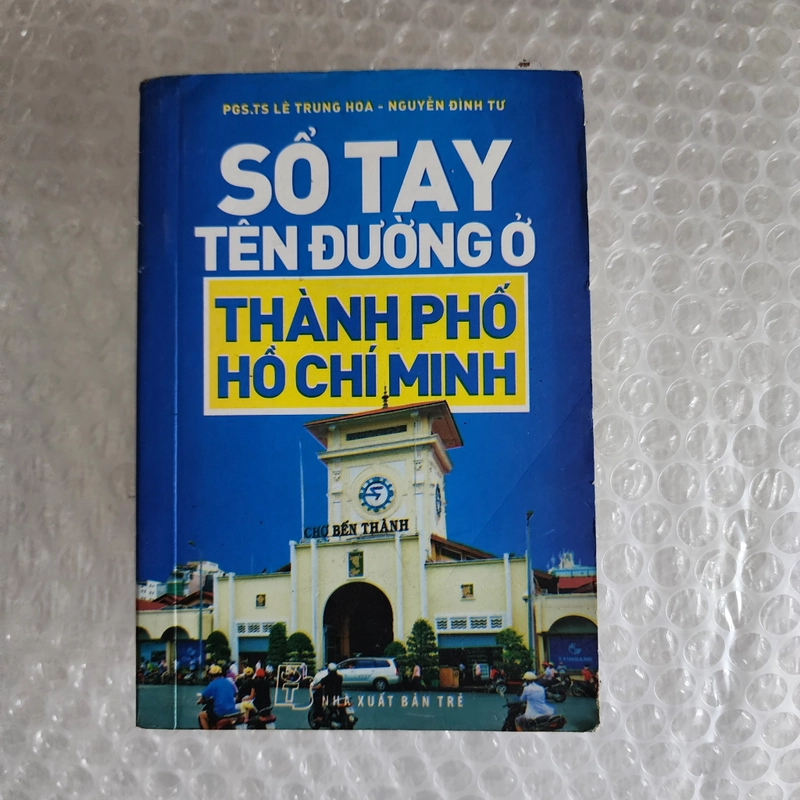 PGS.TS LÊ TRUNG HOA - NGUYỄN ĐÌNH TƯ
SỔ TAY
TÊN ĐƯỜNG Ở
THÀNH PHỐ
HỒ CHÍ MINH
CHỢ BẾN THÀNH
NHÀ XUẤT BẢN TRẺ